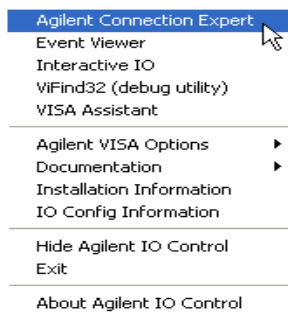 Agilent Connection Expert
Event Viewer
Interactive IO
ViFind32 (debug utility)
VISA Assistant
Agilent VISA Options
Documentation
Installation Information
IO Config Information
Hide Agilent IO Control
Exit
About Agilent IO Control